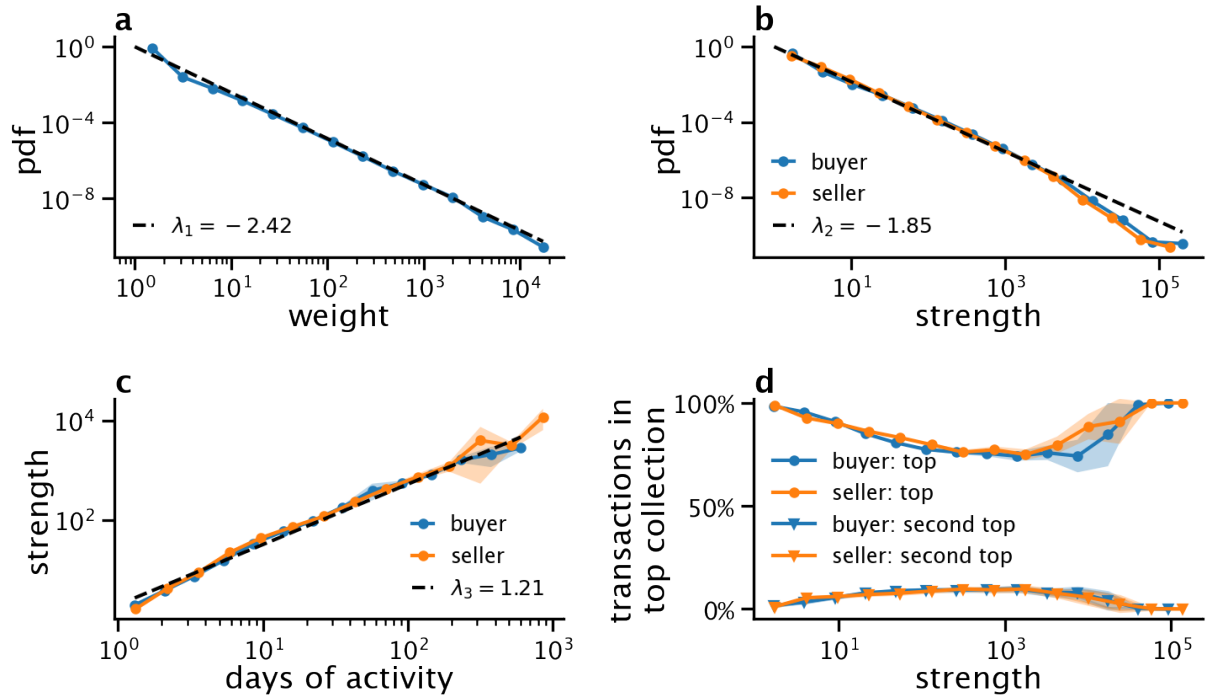 a
pdf
10^0
10^-4
10^-8
λ1 = −2.42
10^0
10^1
10^2
10^3
10^4
weight
b
pdf
10^0
10^-4
10^-8
buyer
seller
λ2 = −1.85
10^1
10^3
10^5
strength
c
strength
10^4
10^2
buyer
seller
λ3 = 1.21
10^0
10^1
10^2
10^3
days of activity
d
transactions in
top collection
100%
50%
0%
buyer: top
seller: top
buyer: second top
seller: second top
10^1
10^3
10^5
strength